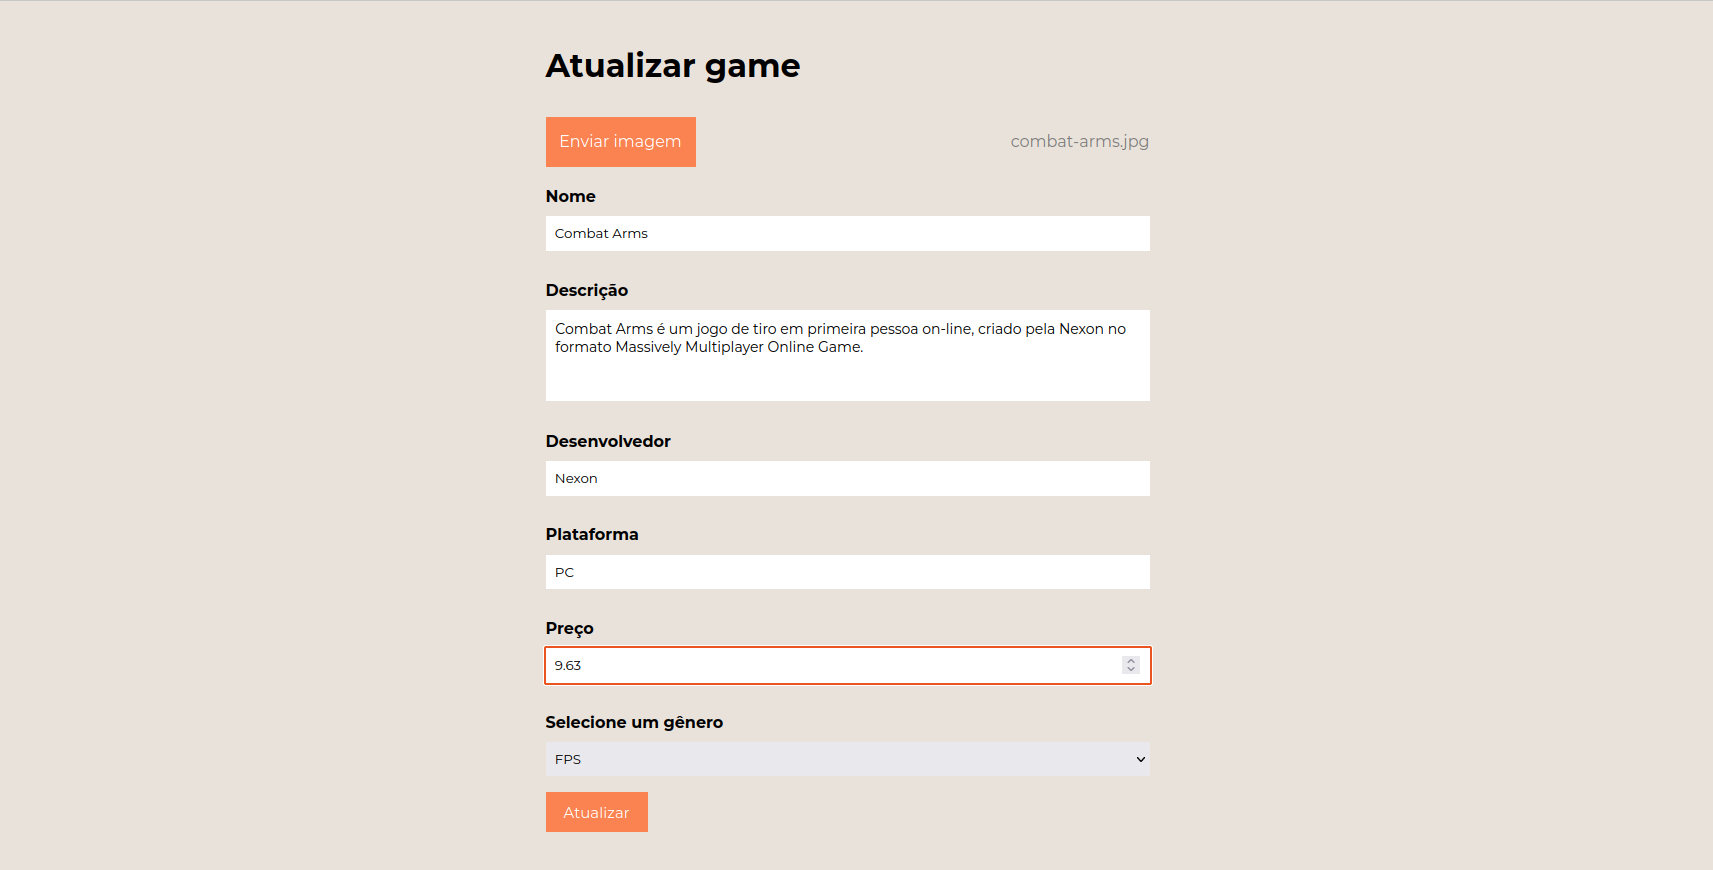 Atualizar game
Enviar imagem
combat-arms.jpg
Nome
Combat Arms
Descrição
Combat Arms é um jogo de tiro em primeira pessoa on-line, criado pela Nexon no
formato Massively Multiplayer Online Game.
Desenvolvedor
Nexon
Plataforma
PC
Preço
9.63
Selecione um gênero
FPS
Atualizar